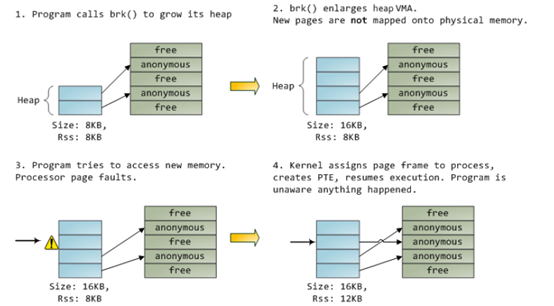 1. Program calls brk() to grow its heap
free
anonymous
free
anonymous
free
Heap
Size: 8KB,
Rss: 8KB
2. brk() enlarges heap VMA.
New pages are not mapped onto physical memory.
free
anonymous
free
anonymous
free
Heap
Size: 16KB,
Rss: 8KB
3. Program tries to access new memory.
Processor page faults.
free
anonymous
free
anonymous
free
Size: 16KB,
Rss: 8KB
4. Kernel assigns page frame to process,
creates PTE, resumes execution. Program is
unaware anything happened.
free
anonymous
anonymous
anonymous
free
Size: 16KB,
Rss: 12KB